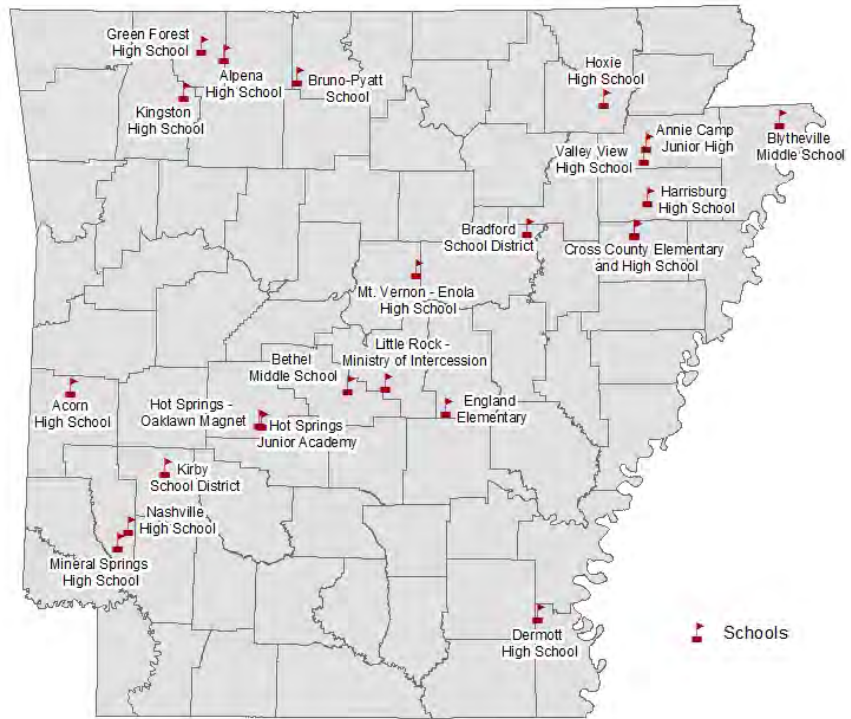 Green Forest
High School
Alpena
High School
Bruno-Pyatt
School
Kingston
High School
Hoxie
High School
Annie Camp
Junior High
Valley View
High School
Blytheville
Middle School
Harrisburg
High School
Bradford
School District
Cross County Elementary
and High School
Mt. Vernon - Enola
High School
Little Rock -
Ministry of Intercession
Bethel
Middle School
Acorn
High School
Hot Springs -
Oaklawn Magnet
Hot Springs
Junior Academy
England
Elementary
Kirby
School District
Nashville
High School
Mineral Springs
High School
Dermott
High School
Schools